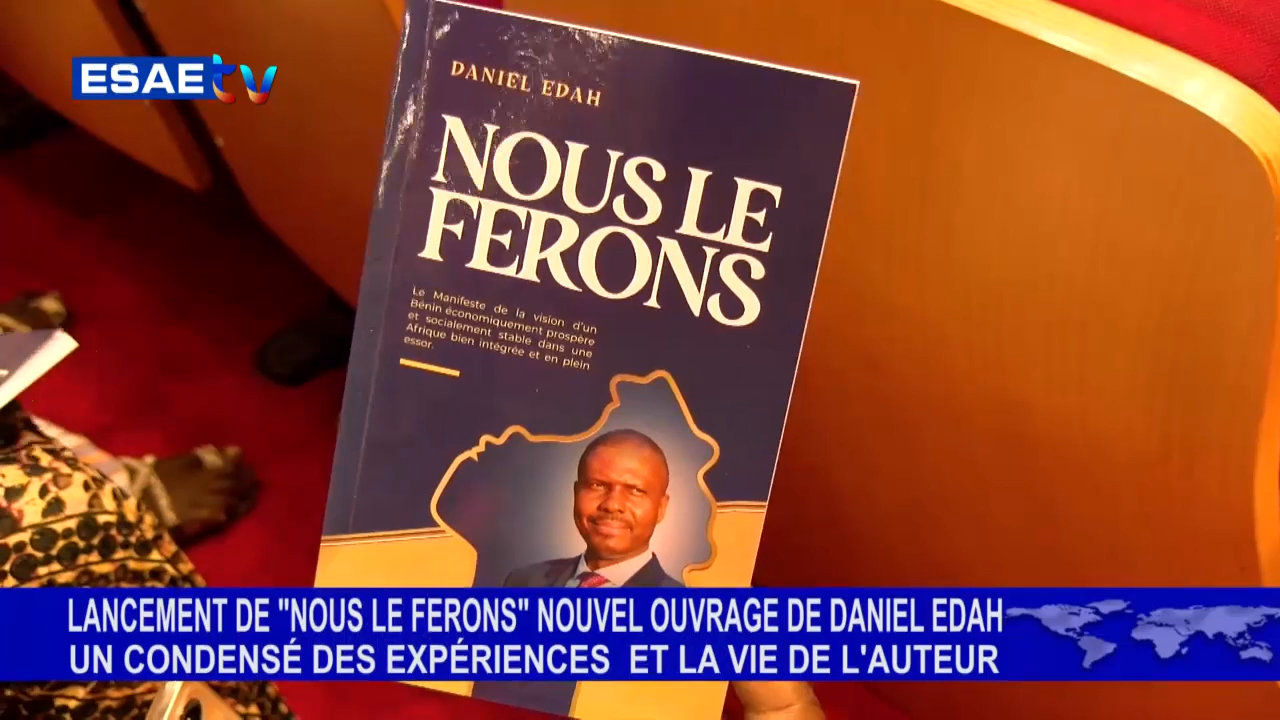 ESAE tv
DANIEL EDAH
NOUS LE
FERONS
Le Manifeste de la vision d'un
Bénin économiquement prospère
et socialement stable dans une
Afrique bien intégrée et en plein
essor.
LANCEMENT DE "NOUS LE FERONS" NOUVEL OUVRAGE DE DANIEL EDAH
UN CONDENSÉ DES EXPÉRIENCES ET LA VIE DE L'AUTEUR